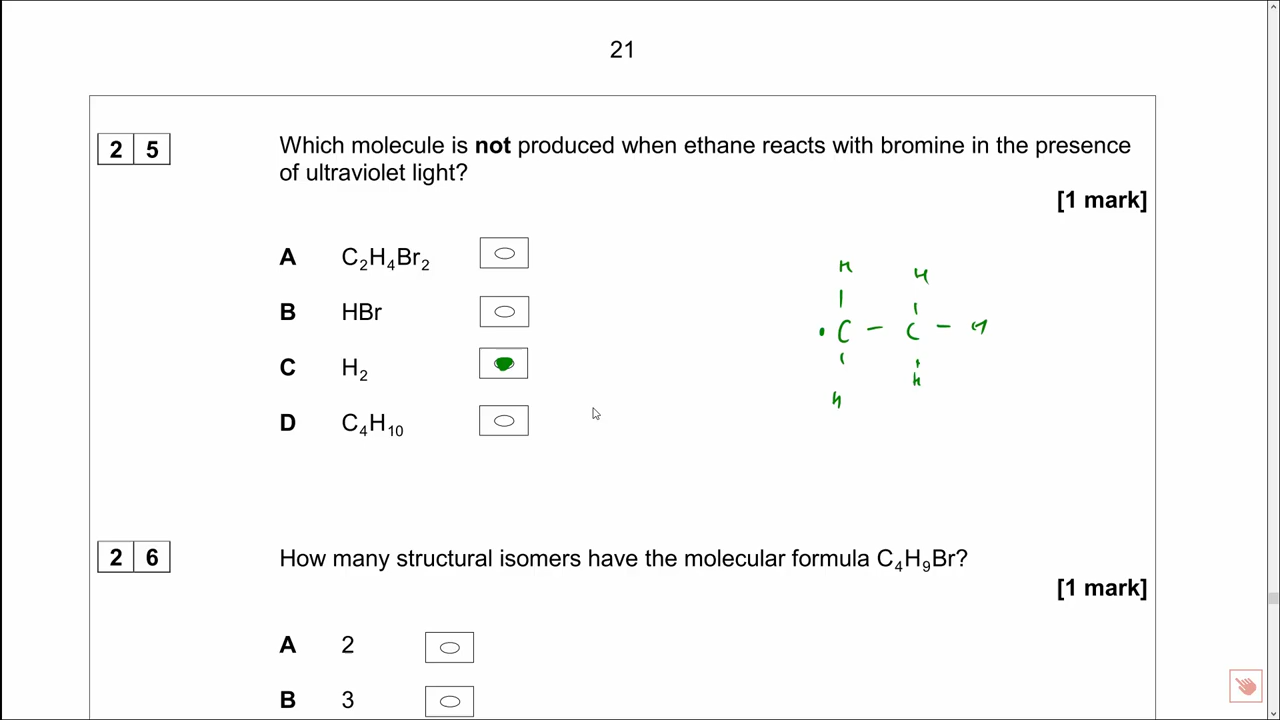 21
2 5
Which molecule is not produced when ethane reacts with bromine in the presence
of ultraviolet light?
[1 mark]
A C₂H₄Br₂
B HBr
C H₂
D C₄H₁₀
H H
• C – C – H
H H
2 6
How many structural isomers have the molecular formula C₄H₉Br?
[1 mark]
A 2
B 3